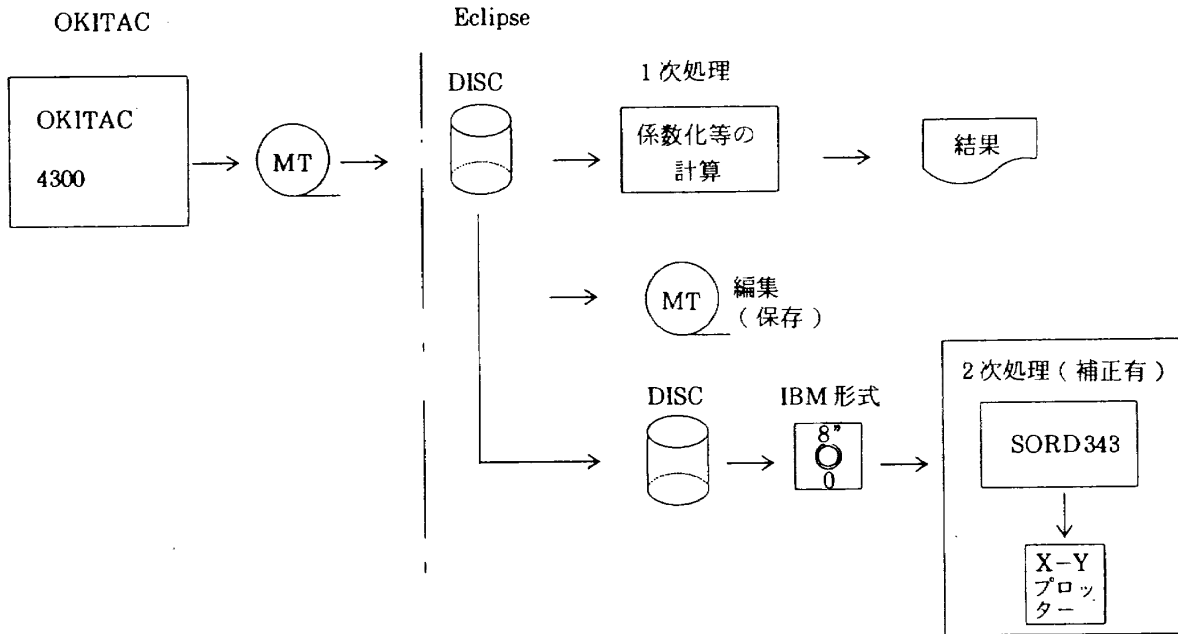 OKITAC
Eclipse
OKITAC
4300
MT
DISC
1次処理
係数化等の
計算
結果
MT
編集
(保存)
DISC
IBM形式
8"
0
2次処理(補正有)
SORD343
X-Y
プロッ
ター